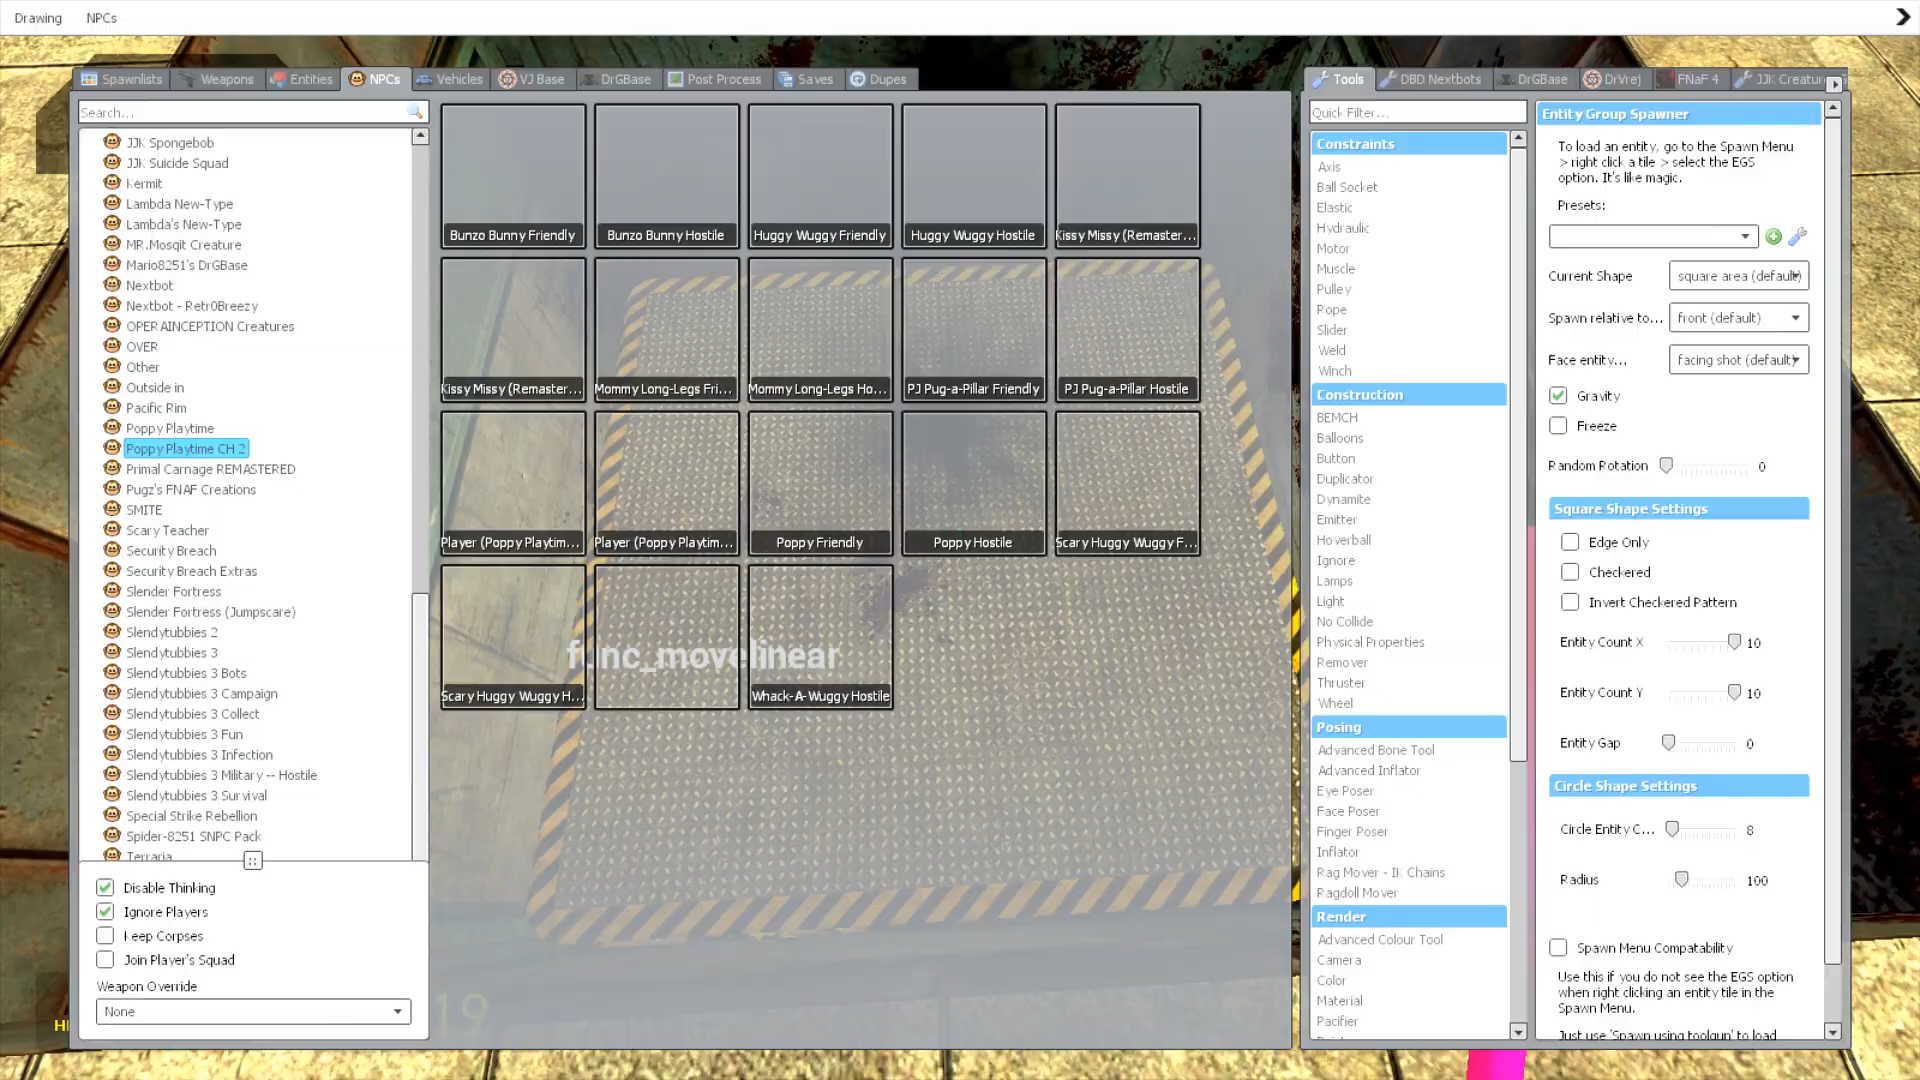 Drawing NPCs
Spawnlists Weapons Entities NPCs Vehicles VJ Base DrGBase Post Process Saves Dupes
Search...
JJK Spongebob
JJK Suicide Squad
Kermit
Lambda New-Type
Lambda's New-Type
MR.Mosqit Creature
Mario8251's DrGBase
Nextbot
Nextbot - Retr0Breezy
OPERAINCEPTION Creatures
OVER
Other
Outside in
Pacific Rim
Poppy Playtime
Poppy Playtime CH 2
Primal Carnage REMASTERED
Pugz's FNAF Creations
SMITE
Scary Teacher
Security Breach
Security Breach Extras
Slender Fortress
Slender Fortress (Jumpscare)
Slendytubbies 2
Slendytubbies 3
Slendytubbies 3 Bots
Slendytubbies 3 Campaign
Slendytubbies 3 Collect
Slendytubbies 3 Fun
Slendytubbies 3 Infection
Slendytubbies 3 Military -- Hostile
Slendytubbies 3 Survival
Special Strike Rebellion
Spider-8251 SNPC Pack
Terraria
Disable Thinking
Ignore Players
Keep Corpses
Join Player's Squad
Weapon Override
None
Bunzo Bunny Friendly
Bunzo Bunny Hostile
Huggy Wuggy Friendly
Huggy Wuggy Hostile
Kissy Missy (Remaster...
Kissy Missy (Remaster...
Mommy Long-Legs Fri...
Mommy Long-Legs Ho...
PJ Pug-a-Pillar Friendly
PJ Pug-a-Pillar Hostile
Player (Poppy Playtim...
Player (Poppy Playtim...
Poppy Friendly
Poppy Hostile
Scary Huggy Wuggy F...
Scary Huggy Wuggy H...
Whack-A-Wuggy Hostile
func_movelinear
19
Tools DBD Nextbots DrGBase DrVrej FNaF 4 JJK Creatur
Quick Filter...
Constraints
Axis
Ball Socket
Elastic
Hydraulic
Motor
Muscle
Pulley
Rope
Slider
Weld
Winch
Construction
BEMCH
Balloons
Button
Duplicator
Dynamite
Emitter
Hoverball
Ignore
Lamps
Light
No Collide
Physical Properties
Remover
Thruster
Wheel
Posing
Advanced Bone Tool
Advanced Inflator
Eye Poser
Face Poser
Finger Poser
Inflator
Rag Mover - IK Chains
Ragdoll Mover
Render
Advanced Colour Tool
Camera
Color
Material
Pacifier
Entity Group Spawner
To load an entity, go to the Spawn Menu
> right click a tile > select the EGS
option. It's like magic.
Presets:
Current Shape square area (default)
Spawn relative to... front (default)
Face entity... facing shot (default)
Gravity
Freeze
Random Rotation 0
Square Shape Settings
Edge Only
Checkered
Invert Checkered Pattern
Entity Count X 10
Entity Count Y 10
Entity Gap 0
Circle Shape Settings
Circle Entity C... 8
Radius 100
Spawn Menu Compatability
Use this if you do not see the EGS option
when right clicking an entity tile in the
Spawn Menu.
Just use 'Spawn using toolgun' to load